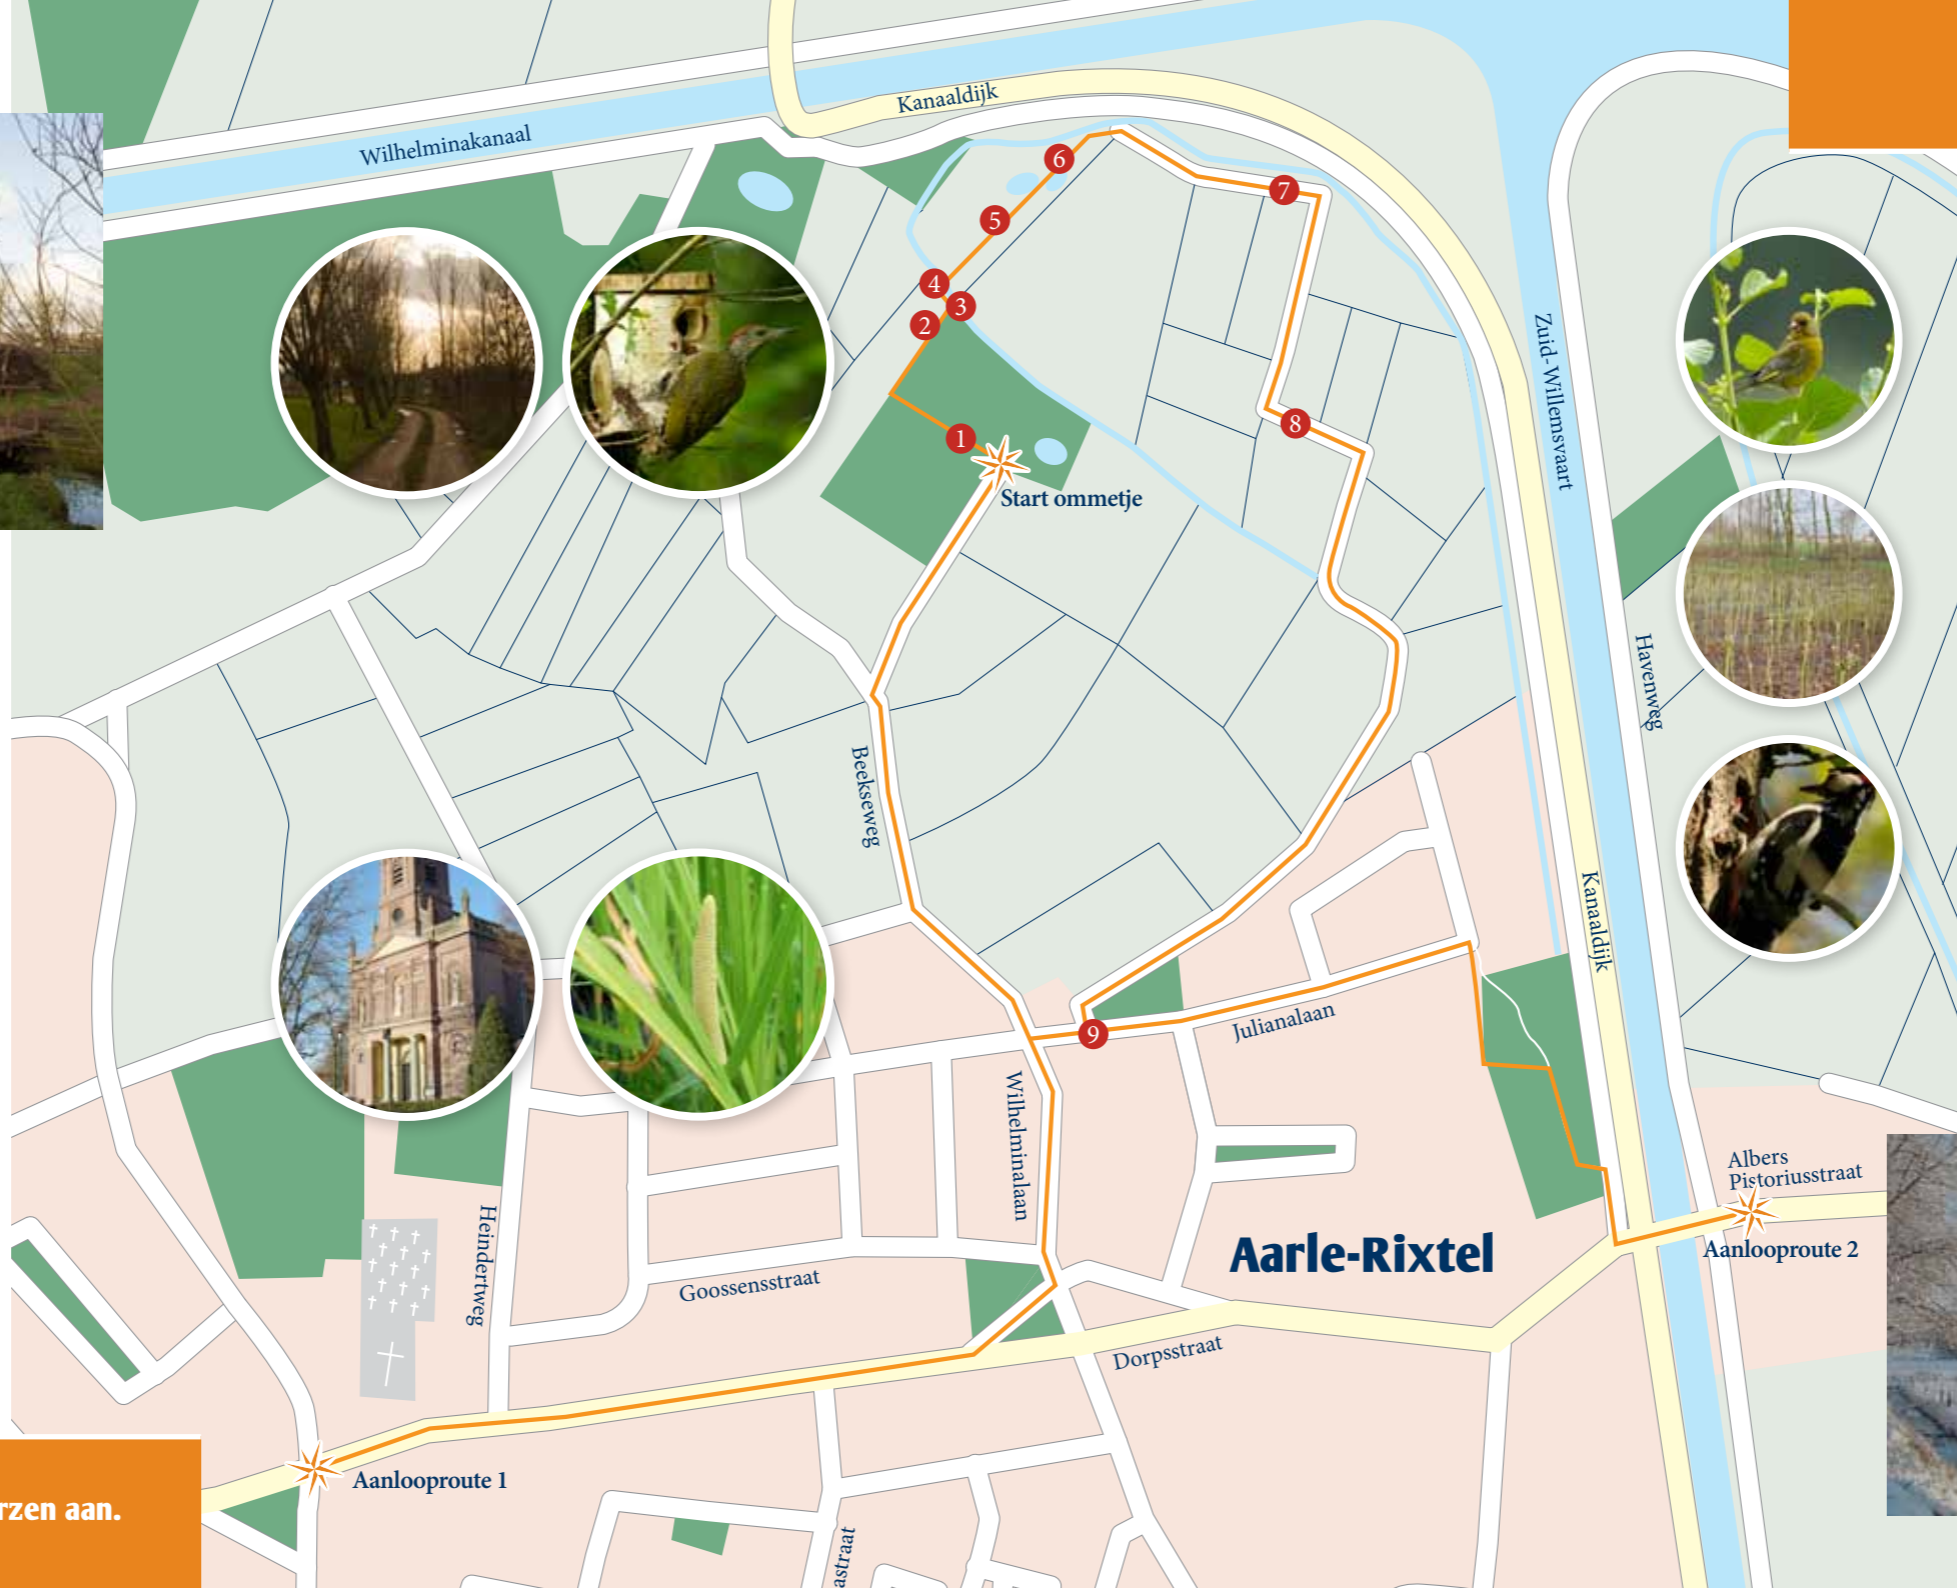 Kanaaldijk
Wilhelminakanaal
6
7
5
4
3
2
8
1
Start ommetje
Zuid-Willemsvaart
Havenweg
Beekseweg
Kanaaldijk
Julianalaan
9
Wilhelminalaan
Albers
Pistoriusstraat
Heindertweg
Aarle-Rixtel
Aanlooproute 2
Goossensstraat
Dorpsstraat
Aanlooproute 1
rzen aan.
astraat